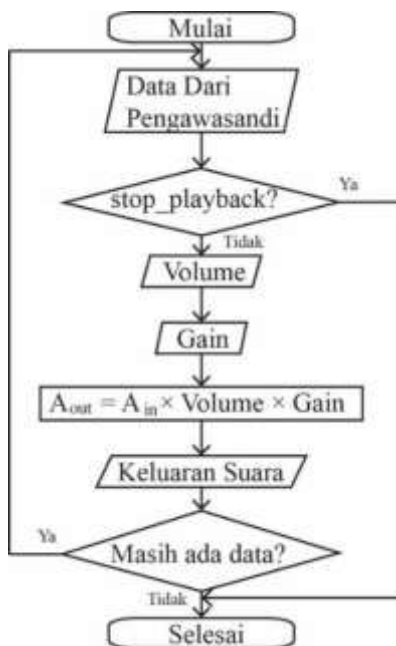 Mulai
Data Dari
Pengawasandi
stop_playback?
Ya
Tidak
Volume
Gain
Aout = A in × Volume × Gain
Keluaran Suara
Ya
Masih ada data?
Tidak
Selesai